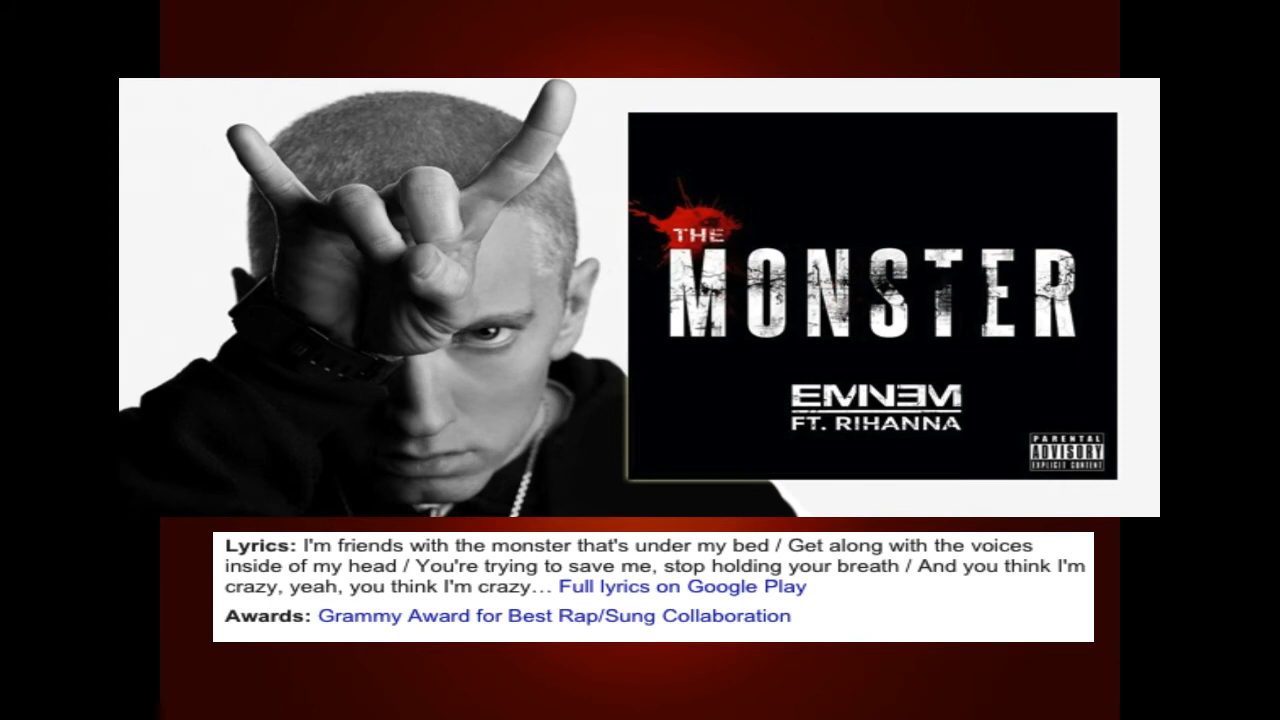 THE
MONSTER
EMINEM
FT. RIHANNA
PARENTAL
ADVISORY
EXPLICIT CONTENT
Lyrics: I'm friends with the monster that's under my bed / Get along with the voices
inside of my head / You're trying to save me, stop holding your breath / And you think I'm
crazy, yeah, you think I'm crazy... Full lyrics on Google Play
Awards: Grammy Award for Best Rap/Sung Collaboration